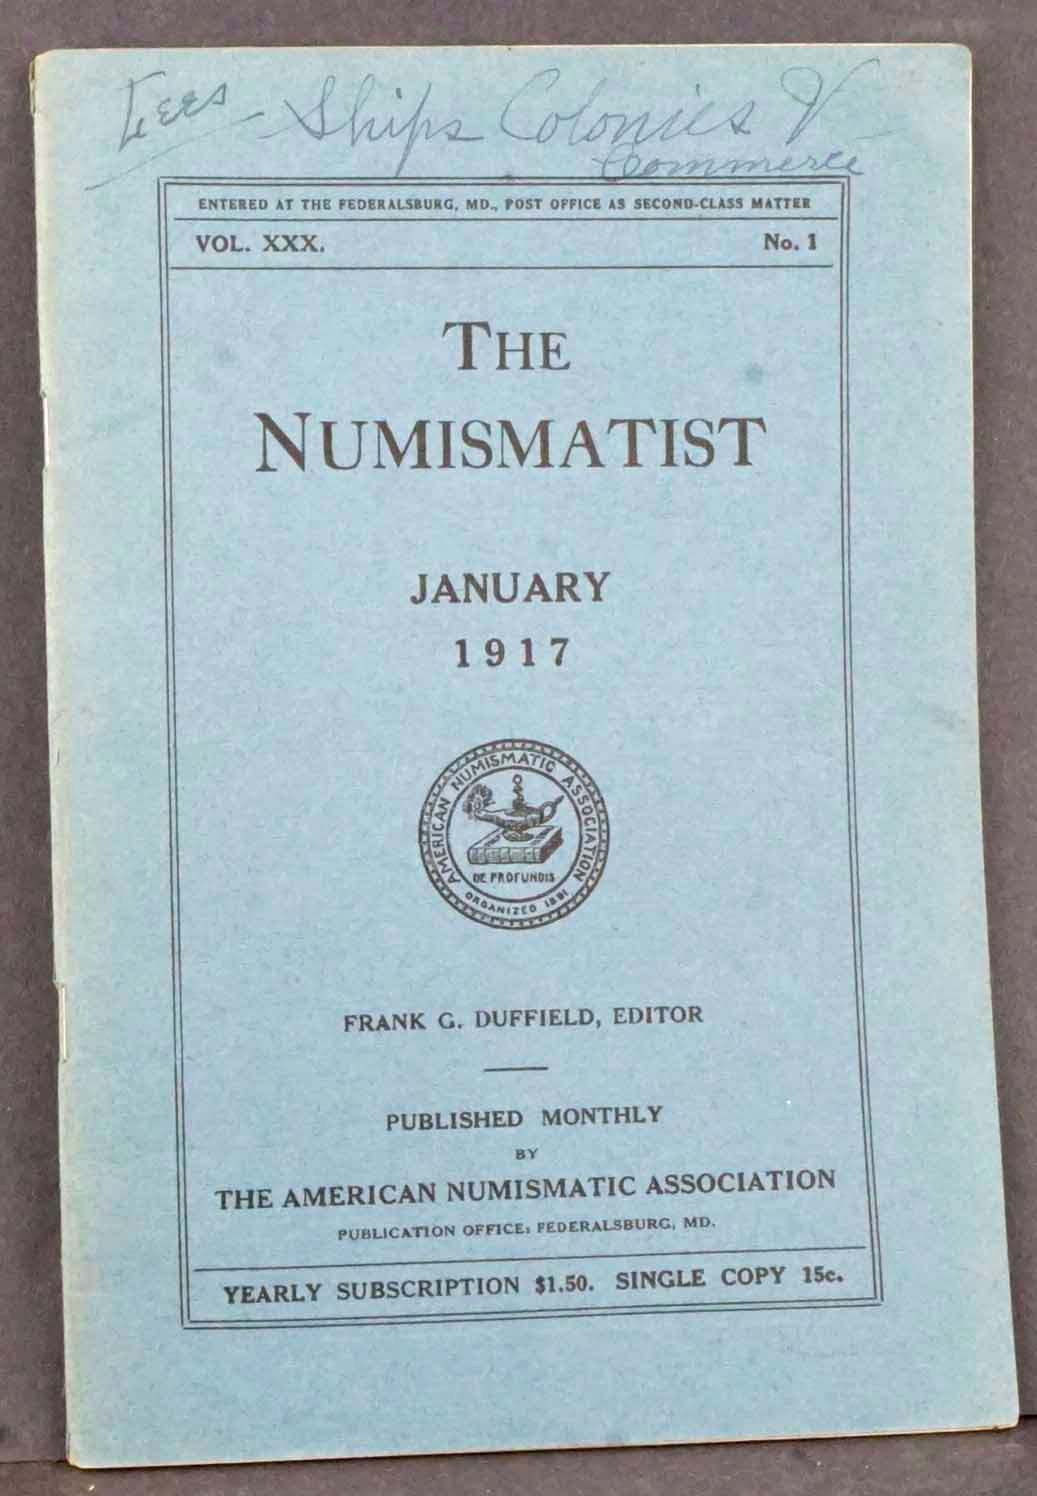 Lees - Ships Colonies &
Commerce
ENTERED AT THE FEDERALSBURG, MD., POST OFFICE AS SECOND-CLASS MATTER
VOL. XXX. No. 1
THE
NUMISMATIST
JANUARY
1917
AMERICAN NUMISMATIC ASSOCIATION
DE PROFUNDIS
ORGANIZED 1891
FRANK G. DUFFIELD, EDITOR
PUBLISHED MONTHLY
BY
THE AMERICAN NUMISMATIC ASSOCIATION
PUBLICATION OFFICE: FEDERALSBURG, MD.
YEARLY SUBSCRIPTION $1.50. SINGLE COPY 15c.